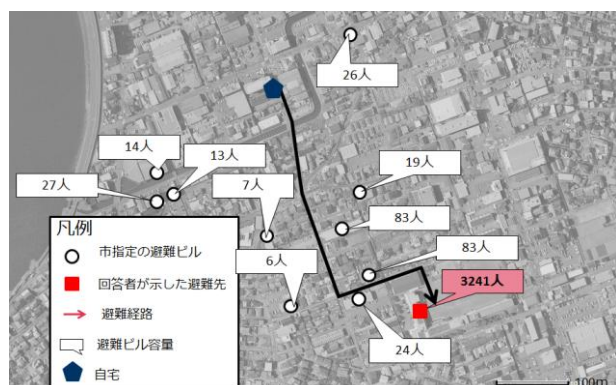 26人
14人
13人
19人
27人
7人
83人
凡例
市指定の避難ビル
6人
83人
回答者が示した避難先
3241人
避難経路
避難ビル容量
24人
自宅
100m